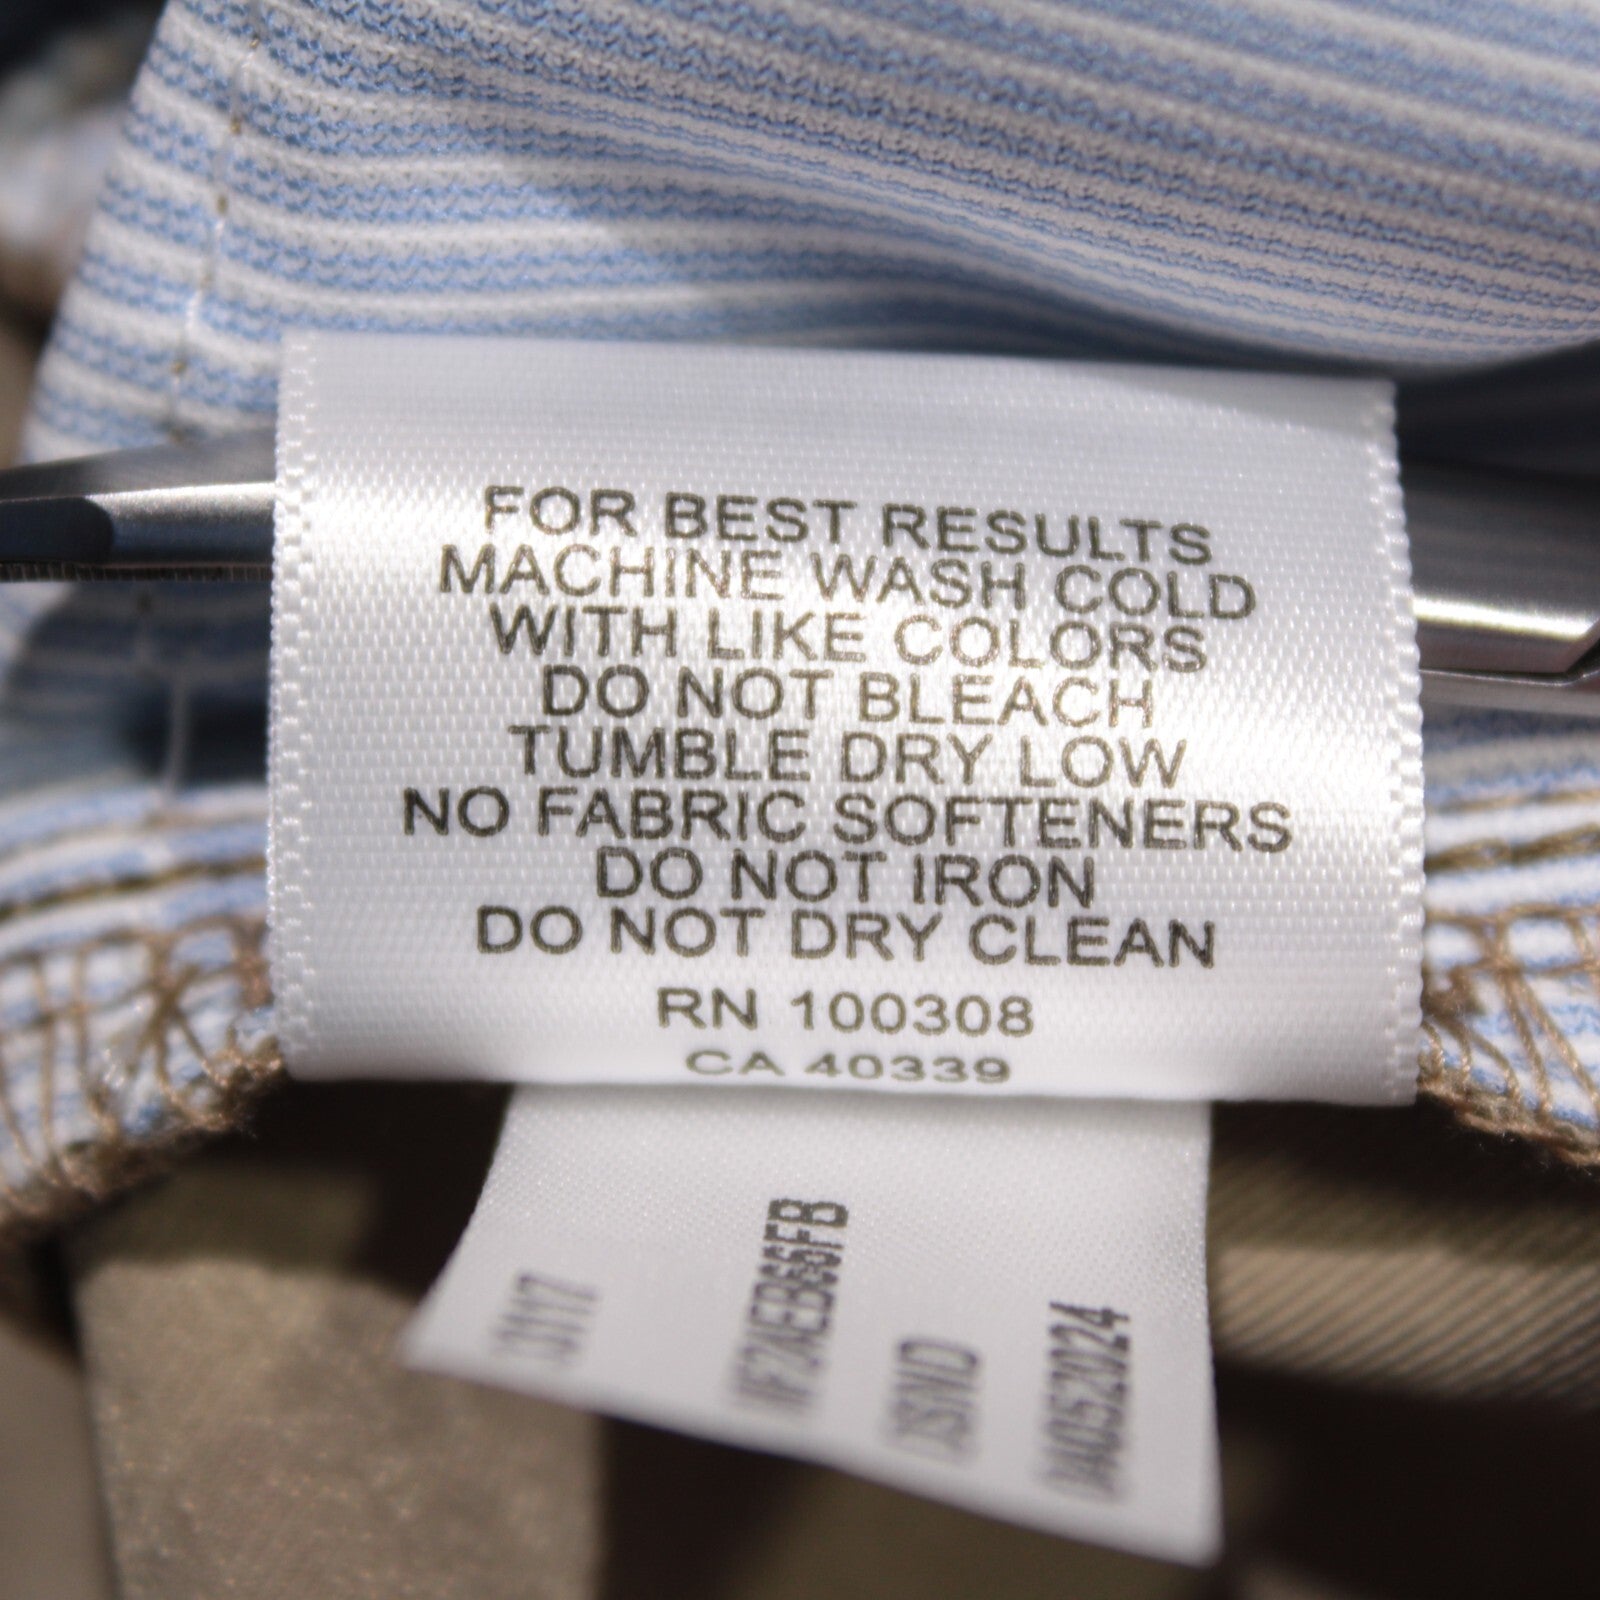 FOR BEST RESULTS
MACHINE WASH COLD
WITH LIKE COLORS
DO NOT BLEACH
TUMBLE DRY LOW
NO FABRIC SOFTENERS
DO NOT IRON
DO NOT DRY CLEAN
RN 100308
CA 40339